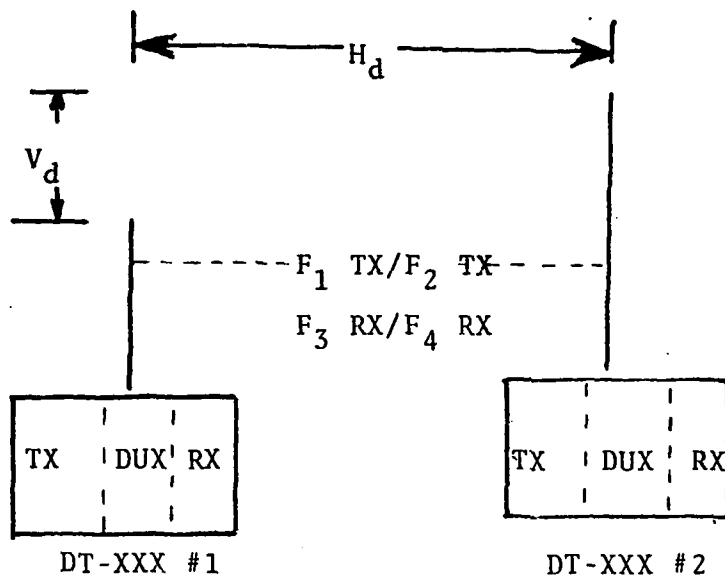 H_d
V_d
F_1 TX/F_2 TX
F_3 RX/F_4 RX
TX DUX RX
TX DUX RX
DT-XXX #1
DT-XXX #2